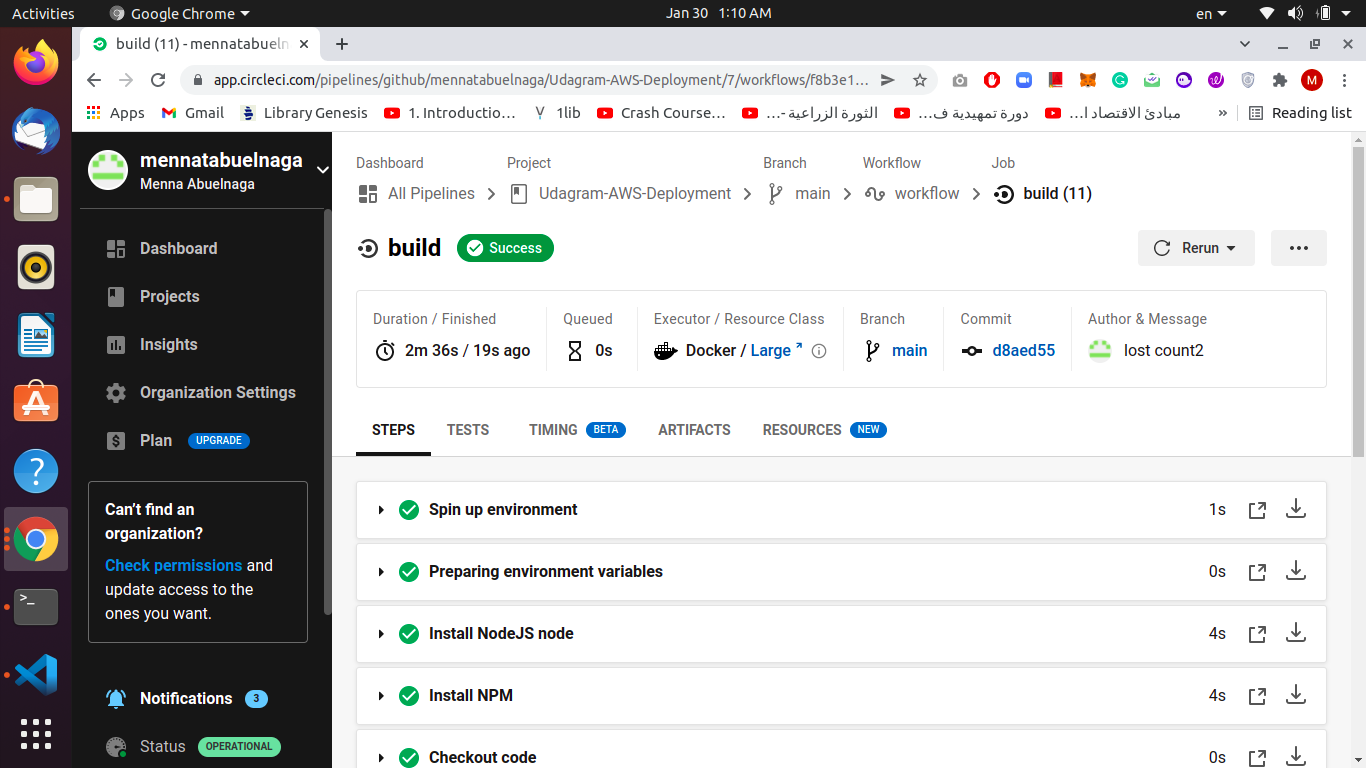 Activities
Google Chrome
Jan 30 1:10 AM
en
build (11) - mennatabueln
app.circleci.com/pipelines/github/mennatabuelnaga/Udagram-AWS-Deployment/7/workflows/f8b3e1...
M
Apps
Gmail
Library Genesis
1. Introductio...
1lib
Crash Course...
الثورة الزراعية -...
دورة تمهيدية ف...
مبادئ الاقتصاد ا...
»
Reading list
mennatabuelnaga
Menna Abuelnaga
Dashboard
Projects
Insights
Organization Settings
Plan UPGRADE
Can’t find an
organization?
Check permissions and
update access to the
ones you want.
Notifications 3
Status OPERATIONAL
Dashboard Project Branch Workflow Job
All Pipelines Udagram-AWS-Deployment main workflow build (11)
build Success
Rerun
Duration / Finished Queued Executor / Resource Class Branch Commit Author & Message
2m 36s / 19s ago 0s Docker / Large main d8aed55 lost count2
STEPS TESTS TIMING BETA ARTIFACTS RESOURCES NEW
Spin up environment 1s
Preparing environment variables 0s
Install NodeJS node 4s
Install NPM 4s
Checkout code 0s